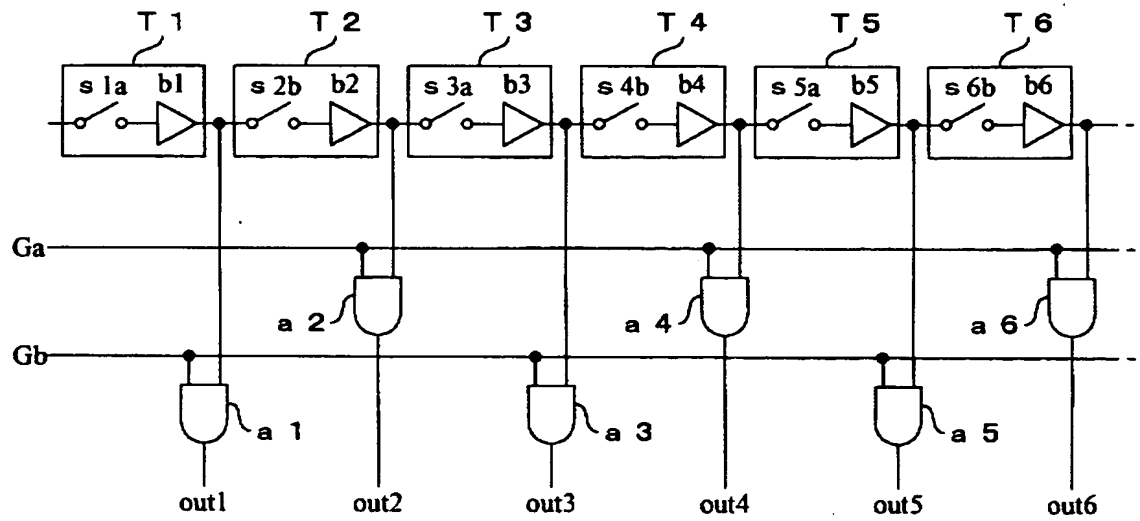 T 1 T 2 T 3 T 4 T 5 T 6
s 1a b1 s 2b b2 s 3a b3 s 4b b4 s 5a b5 s 6b b6
Ga
a 2 a 4 a 6
Gb
a 1 a 3 a 5
out1 out2 out3 out4 out5 out6